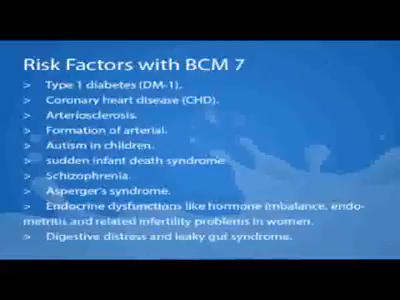 Risk Factors with BCM 7
> Type 1 diabetes (DM-1).
> Coronary heart disease (CHD).
> Arteriosclerosis.
> Formation of arterial.
> Autism in children.
> sudden infant death syndrome
> Schizophrenia.
> Asperger's syndrome.
> Endocrine dysfunctions like hormone imbalance, endo-
metritis and related infertility problems in women.
> Digestive distress and leaky gut syndrome.